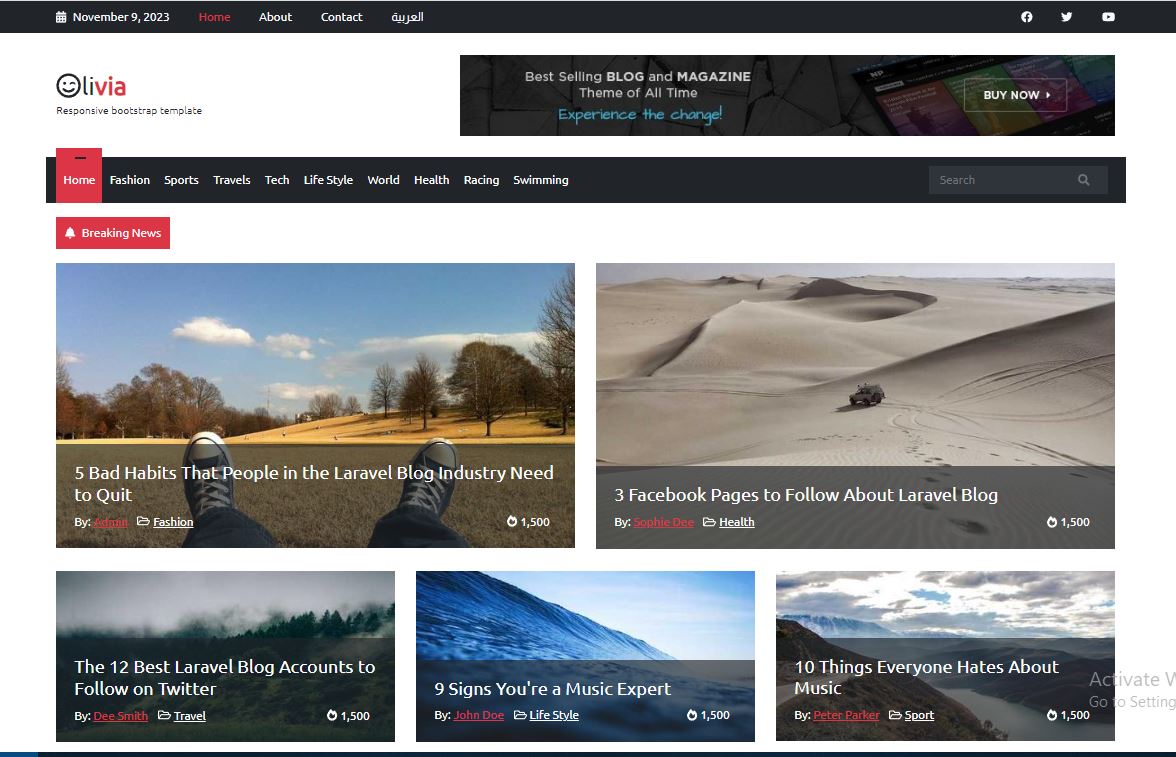 November 9, 2023 Home About Contact العربية
Olivia
Responsive bootstrap template
Best Selling BLOG and MAGAZINE
Theme of All Time
Experience the change!
BUY NOW
Home Fashion Sports Travels Tech Life Style World Health Racing Swimming Search
Breaking News
5 Bad Habits That People in the Laravel Blog Industry Need
to Quit
By: Admin Fashion 1,500
3 Facebook Pages to Follow About Laravel Blog
By: Sophie Dee Health 1,500
The 12 Best Laravel Blog Accounts to
Follow on Twitter
By: Dee Smith Travel 1,500
9 Signs You're a Music Expert
By: John Doe Life Style 1,500
10 Things Everyone Hates About
Music
By: Peter Parker Sport 1,500
Activate W
Go to Setting